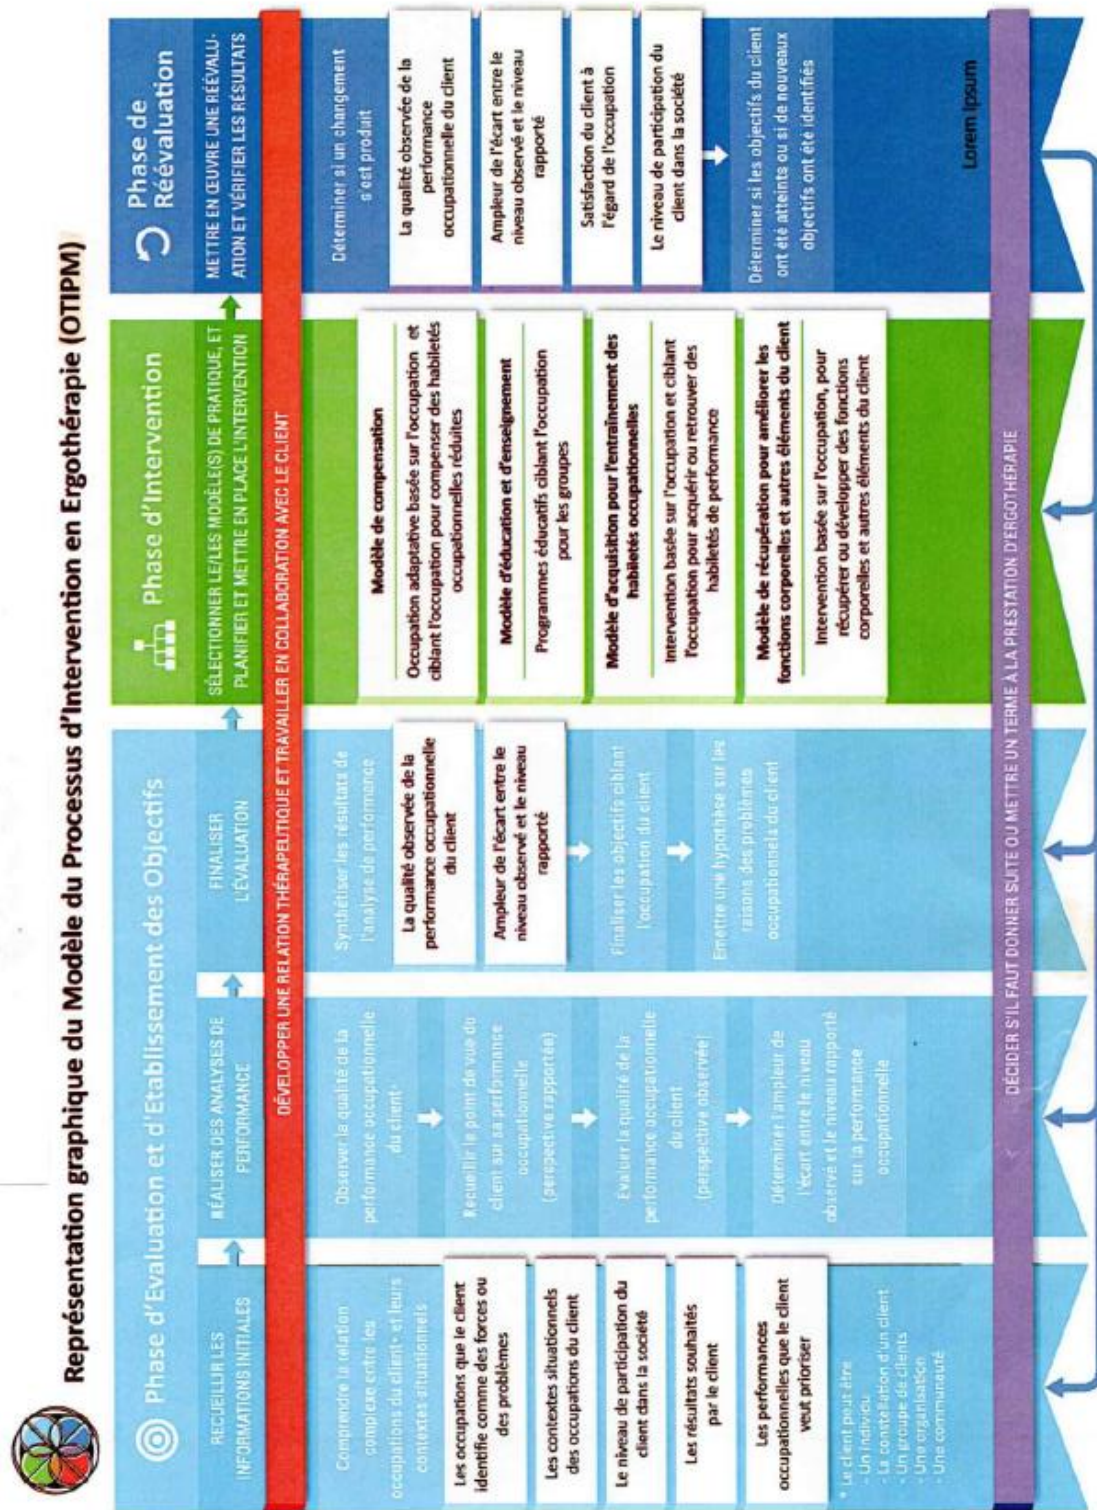 Représentation graphique du Modèle du Processus d'Intervention en Ergothérapie (OTIPM)
Phase d'Evaluation et d'Etablissement des Objectifs
RECUEILLIR LES
INFORMATIONS INITIALES
RÉALISER DES ANALYSES DE
PERFORMANCE
FINALISER
L'ÉVALUATION
Phase d'Intervention
SÉLECTIONNER LE/LES MODÈLE(S) DE PRATIQUE, ET
PLANIFIER ET METTRE EN PLACE L'INTERVENTION
Phase de
Réévaluation
METTRE EN ŒUVRE UNE RÉÉVALU-
ATION ET VÉRIFIER LES RÉSULTATS
DÉVELOPPER UNE RELATION THÉRAPEUTIQUE ET TRAVAILLER EN COLLABORATION AVEC LE CLIENT
Comprendre la relation
complexe entre les
occupations du client* et leurs
contextes situationnels
Les occupations que le client
identifie comme des forces ou
des problèmes
Les contextes situationnels
des occupations du client
Le niveau de participation du
client dans la société
Les résultats souhaités
par le client
Les performances
occupationnelles que le client
veut prioriser
* Le client peut être
- Un individu
- La contellation d'un client
- Un groupe de clients
- Une organisation
- Une communauté
Observer la qualité de la
performance occupationnelle
du client
Recueillir le point de vue du
client sur sa performance
occupationnelle
(perspective rapportée)
Evaluer la qualité de la
performance occupationnelle
du client
(perspective observée)
Déterminer l'ampleur de
l'écart entre le niveau
observé et le niveau rapporté
sur la performance
occupationnelle
Synthétiser les résultats de
l'analyse de performance
La qualité observée de la
performance occupationnelle
du client
Ampleur de l'écart entre le
niveau observé et le niveau
rapporté
Finaliser les objectifs ciblant
l'occupation du client
Emettre une hypothèse sur les
raisons des problèmes
occupationnels du client
Modèle de compensation
Occupation adaptative basée sur l'occupation et
ciblant l'occupation pour compenser des habiletés
occupationnelles réduites
Modèle d'éducation et d'enseignement
Programmes éducatifs ciblant l'occupation
pour les groupes
Modèle d'acquisition pour l'entraînement des
habiletés occupationnelles
Intervention basée sur l'occupation et ciblant
l'occupation pour acquérir ou retrouver des
habiletés de performance
Modèle de récupération pour améliorer les
fonctions corporelles et autres éléments du client
Intervention basée sur l'occupation, pour
récupérer ou développer des fonctions
corporelles et autres éléments du client
Déterminer si un changement
s'est produit
La qualité observée de la
performance
occupationnelle du client
Ampleur de l'écart entre le
niveau observé et le niveau
rapporté
Satisfaction du client à
l'égard de l'occupation
Le niveau de participation du
client dans la société
Déterminer si les objectifs du client
ont été atteints ou si de nouveaux
objectifs ont été identifiés
Lorem Ipsum
DÉCIDER S'IL FAUT DONNER SUITE OU METTRE UN TERME À LA PRESTATION D'ERGOTHÉRAPIE